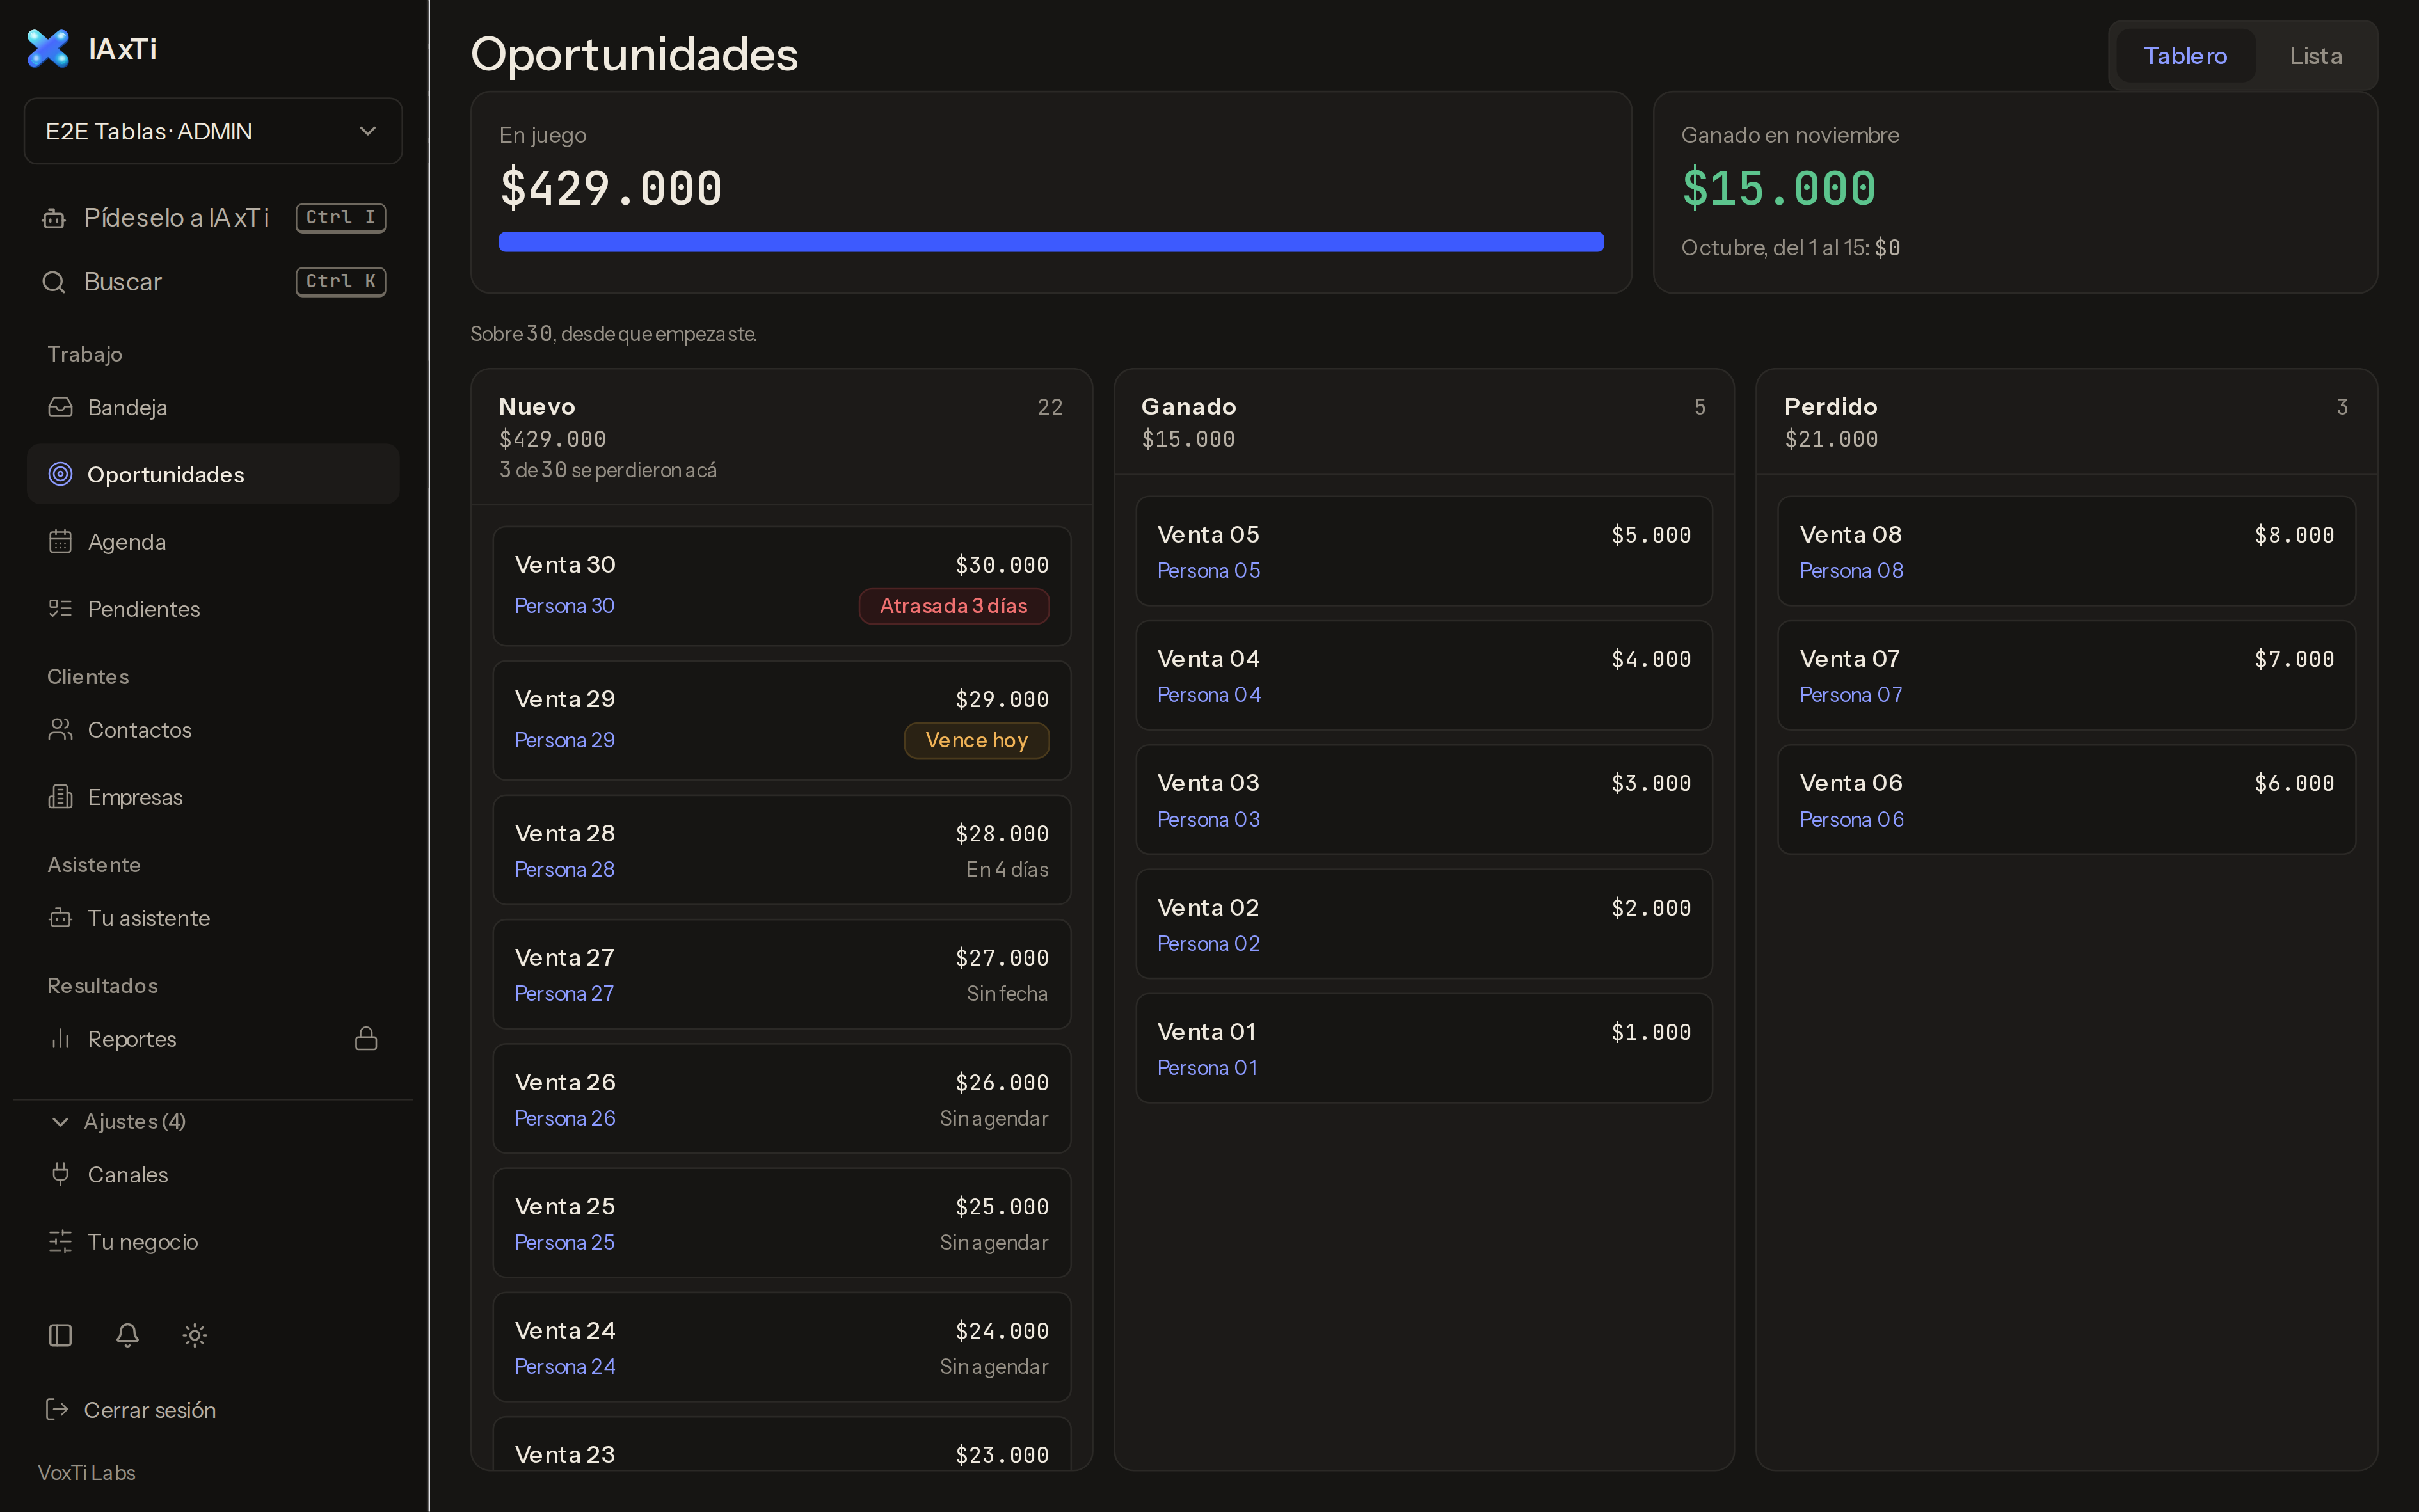 IAxTi
E2E Tablas · ADMIN
Pídeselo a IAxTi Ctrl I
Buscar Ctrl K
Trabajo
Bandeja
Oportunidades
Agenda
Pendientes
Clientes
Contactos
Empresas
Asistente
Tu asistente
Resultados
Reportes
Ajustes (4)
Canales
Tu negocio
Cerrar sesión
VoxTi Labs
Oportunidades
Tablero Lista
En juego
$429.000
Ganado en noviembre
$15.000
Octubre, del 1 al 15: $0
Sobre 30, desde que empezaste.
Nuevo 22
$429.000
3 de 30 se perdieron acá
Venta 30 $30.000
Persona 30 Atrasada 3 días
Venta 29 $29.000
Persona 29 Vence hoy
Venta 28 $28.000
Persona 28 En 4 días
Venta 27 $27.000
Persona 27 Sin fecha
Venta 26 $26.000
Persona 26 Sin agendar
Venta 25 $25.000
Persona 25 Sin agendar
Venta 24 $24.000
Persona 24 Sin agendar
Venta 23 $23.000
Ganado 5
$15.000
Venta 05 $5.000
Persona 05
Venta 04 $4.000
Persona 04
Venta 03 $3.000
Persona 03
Venta 02 $2.000
Persona 02
Venta 01 $1.000
Persona 01
Perdido 3
$21.000
Venta 08 $8.000
Persona 08
Venta 07 $7.000
Persona 07
Venta 06 $6.000
Persona 06